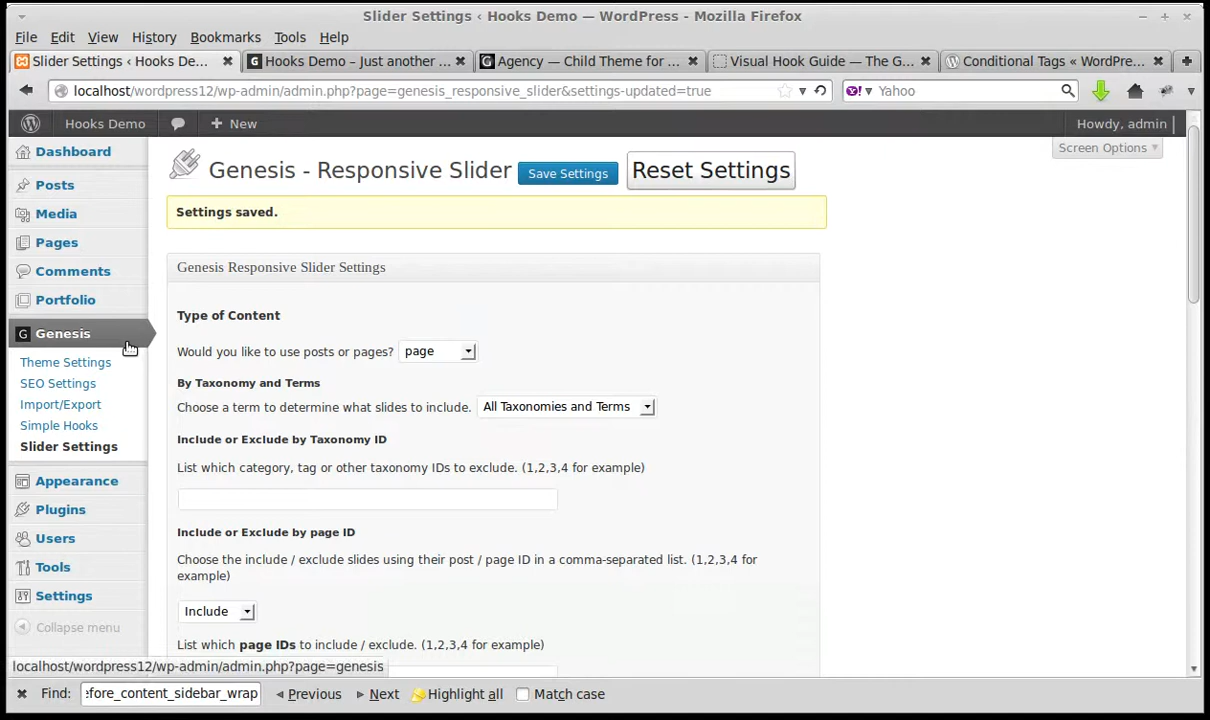 Slider Settings ‹ Hooks Demo — WordPress - Mozilla Firefox
File Edit View History Bookmarks Tools Help
Slider Settings ‹ Hooks De... Hooks Demo – Just another ... Agency — Child Theme for ... Visual Hook Guide — The G... Conditional Tags « WordPre...
localhost/wordpress12/wp-admin/admin.php?page=genesis_responsive_slider&settings-updated=true
Yahoo
Hooks Demo
New
Howdy, admin
Screen Options
Dashboard
Posts
Media
Pages
Comments
Portfolio
Genesis
Theme Settings
SEO Settings
Import/Export
Simple Hooks
Slider Settings
Appearance
Plugins
Users
Tools
Settings
Collapse menu
Genesis - Responsive Slider
Save Settings
Reset Settings
Settings saved.
Genesis Responsive Slider Settings
Type of Content
Would you like to use posts or pages? page
By Taxonomy and Terms
Choose a term to determine what slides to include. All Taxonomies and Terms
Include or Exclude by Taxonomy ID
List which category, tag or other taxonomy IDs to exclude. (1,2,3,4 for example)
Include or Exclude by page ID
Choose the include / exclude slides using their post / page ID in a comma-separated list. (1,2,3,4 for
example)
Include
List which page IDs to include / exclude. (1,2,3,4 for example)
localhost/wordpress12/wp-admin/admin.php?page=genesis
Find: :fore_content_sidebar_wrap Previous Next Highlight all Match case